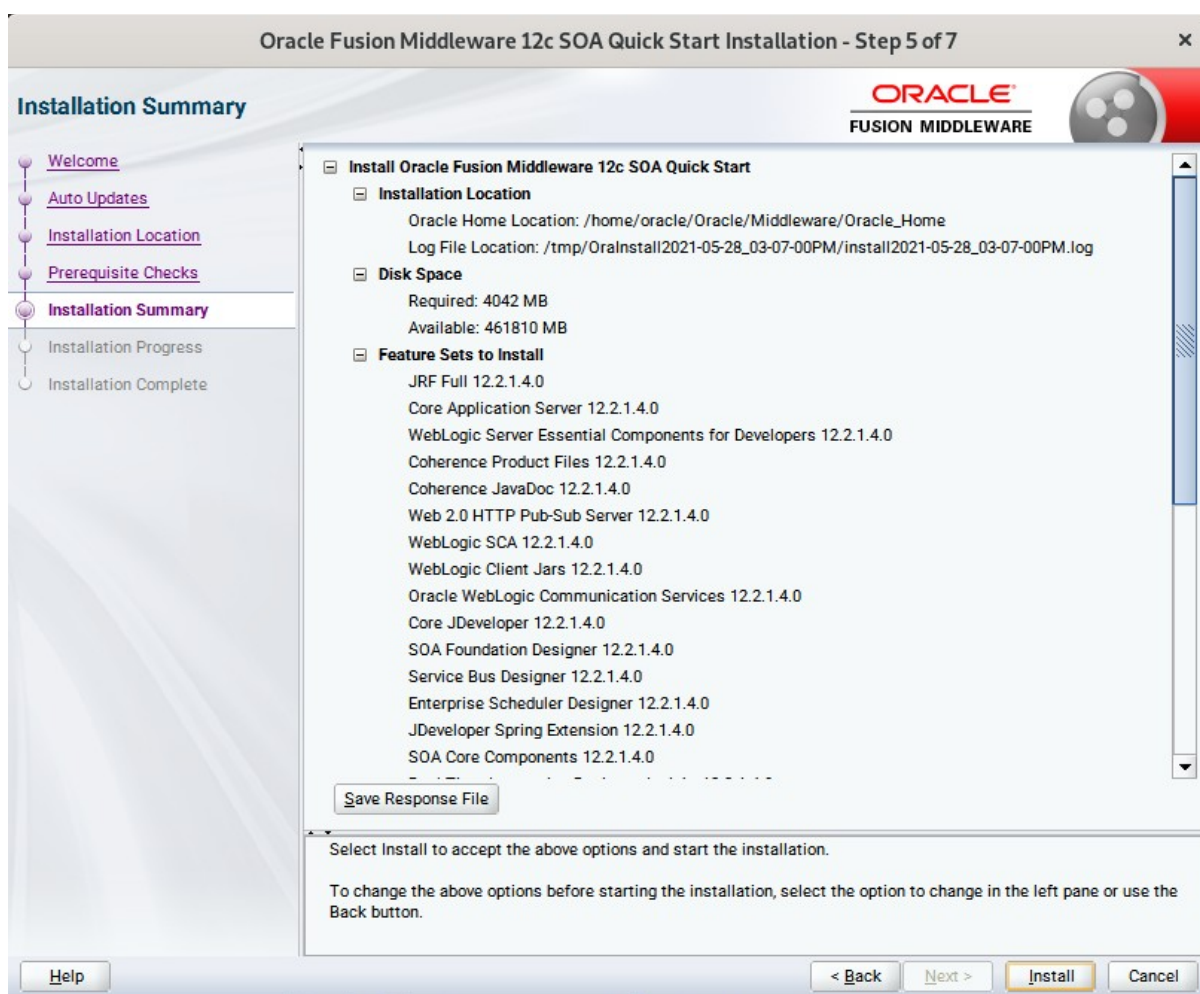 Oracle Fusion Middleware 12c SOA Quick Start Installation - Step 5 of 7
Installation Summary
ORACLE
FUSION MIDDLEWARE
Welcome
Auto Updates
Installation Location
Prerequisite Checks
Installation Summary
Installation Progress
Installation Complete
Install Oracle Fusion Middleware 12c SOA Quick Start
Installation Location
Oracle Home Location: /home/oracle/Oracle/Middleware/Oracle_Home
Log File Location: /tmp/OraInstall2021-05-28_03-07-00PM/install2021-05-28_03-07-00PM.log
Disk Space
Required: 4042 MB
Available: 461810 MB
Feature Sets to Install
JRF Full 12.2.1.4.0
Core Application Server 12.2.1.4.0
WebLogic Server Essential Components for Developers 12.2.1.4.0
Coherence Product Files 12.2.1.4.0
Coherence JavaDoc 12.2.1.4.0
Web 2.0 HTTP Pub-Sub Server 12.2.1.4.0
WebLogic SCA 12.2.1.4.0
WebLogic Client Jars 12.2.1.4.0
Oracle WebLogic Communication Services 12.2.1.4.0
Core JDeveloper 12.2.1.4.0
SOA Foundation Designer 12.2.1.4.0
Service Bus Designer 12.2.1.4.0
Enterprise Scheduler Designer 12.2.1.4.0
JDeveloper Spring Extension 12.2.1.4.0
SOA Core Components 12.2.1.4.0
Save Response File
Select Install to accept the above options and start the installation.
To change the above options before starting the installation, select the option to change in the left pane or use the
Back button.
Help
< Back
Next >
Install
Cancel